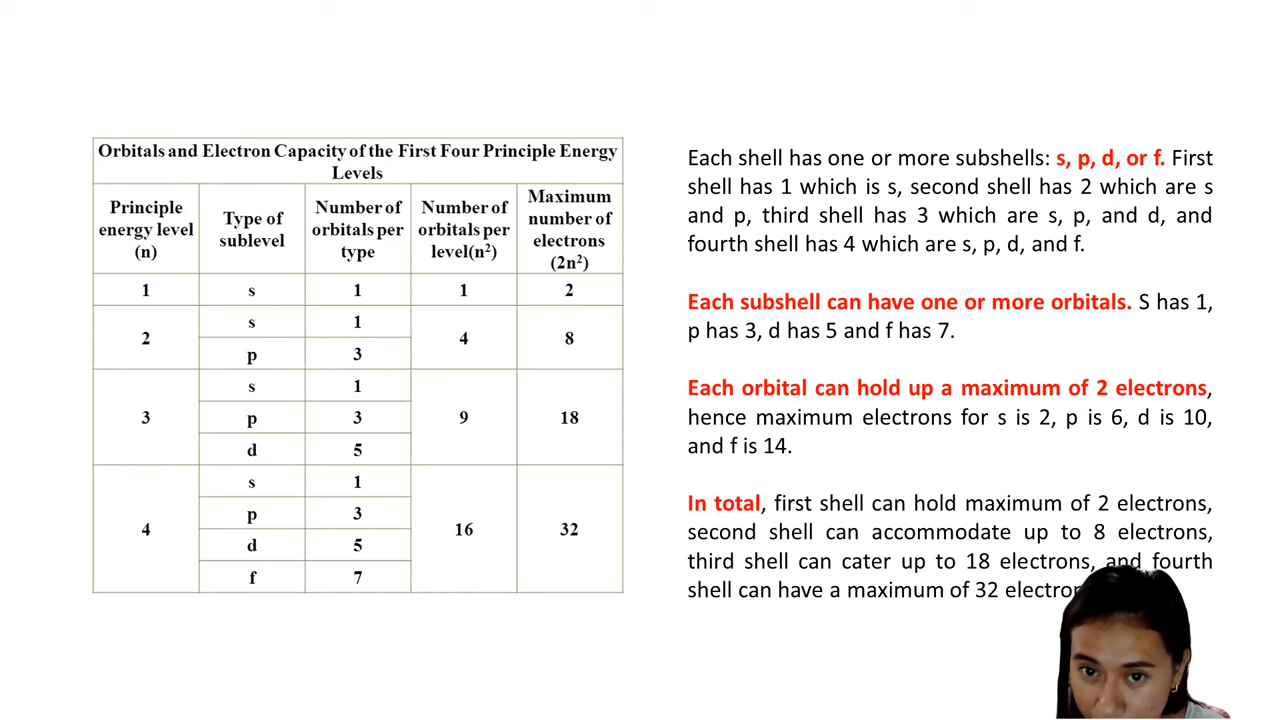 Orbitals and Electron Capacity of the First Four Principle Energy
Levels
Principle
energy level
(n)
Type of
sublevel
Number of
orbitals per
type
Number of
orbitals per
level(n²)
Maximum
number of
electrons
(2n²)
1 s 1 1 2
2 s 1 4 8
p 3
3 s 1 9 18
p 3
d 5
4 s 1 16 32
p 3
d 5
f 7
Each shell has one or more subshells: s, p, d, or f. First
shell has 1 which is s, second shell has 2 which are s
and p, third shell has 3 which are s, p, and d, and
fourth shell has 4 which are s, p, d, and f.
Each subshell can have one or more orbitals. S has 1,
p has 3, d has 5 and f has 7.
Each orbital can hold up a maximum of 2 electrons,
hence maximum electrons for s is 2, p is 6, d is 10,
and f is 14.
In total, first shell can hold maximum of 2 electrons,
second shell can accommodate up to 8 electrons,
third shell can cater up to 18 electrons, and fourth
shell can have a maximum of 32